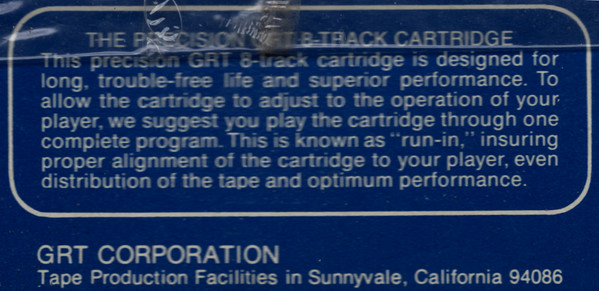 THE PRECISION GRT 8-TRACK CARTRIDGE
This precision GRT 8-track cartridge is designed for
long, trouble-free life and superior performance. To
allow the cartridge to adjust to the operation of your
player, we suggest you play the cartridge through one
complete program. This is known as "run-in," insuring
proper alignment of the cartridge to your player, even
distribution of the tape and optimum performance.
GRT CORPORATION
Tape Production Facilities in Sunnyvale, California 94086